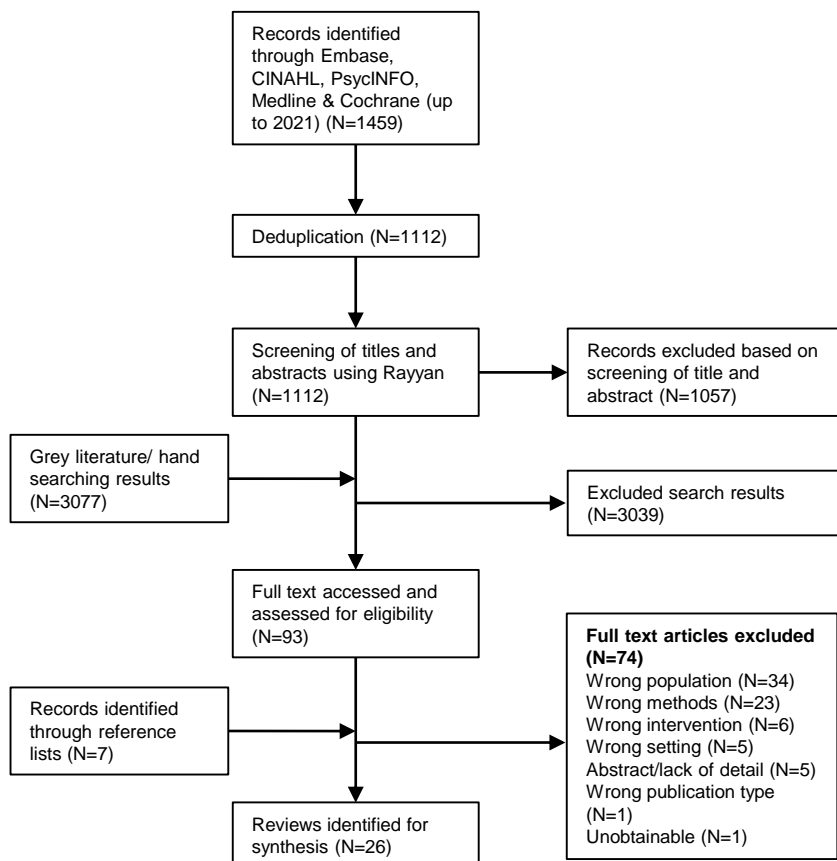 Records identified
through Embase,
CINAHL, PsycINFO,
Medline & Cochrane (up
to 2021) (N=1459)
Deduplication (N=1112)
Screening of titles and
abstracts using Rayyan
(N=1112)
Records excluded based on
screening of title and
abstract (N=1057)
Grey literature/ hand
searching results
(N=3077)
Excluded search results
(N=3039)
Full text accessed and
assessed for eligibility
(N=93)
Records identified
through reference
lists (N=7)
Full text articles excluded
(N=74)
Wrong population (N=34)
Wrong methods (N=23)
Wrong intervention (N=6)
Wrong setting (N=5)
Abstract/lack of detail (N=5)
Wrong publication type
(N=1)
Unobtainable (N=1)
Reviews identified for
synthesis (N=26)